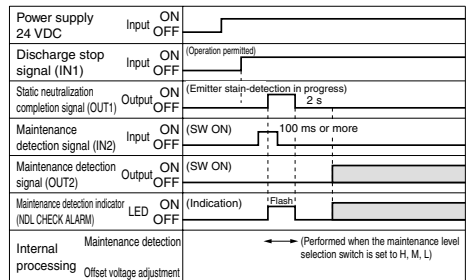 Power supply 24 VDC Input ON OFF
Discharge stop signal (IN1) Input ON OFF (Operation permitted)
Static neutralization completion signal (OUT1) Output ON OFF (Emitter stain-detection in progress) 2 s
Maintenance detection signal (IN2) Input ON OFF (SW ON) 100 ms or more
Maintenance detection signal (OUT2) Output ON OFF (SW ON)
Maintenance detection indicator (NDL CHECK ALARM) LED ON OFF (Indication) Flash
Internal processing Maintenance detection (Performed when the maintenance level selection switch is set to H, M, L)
Offset voltage adjustment